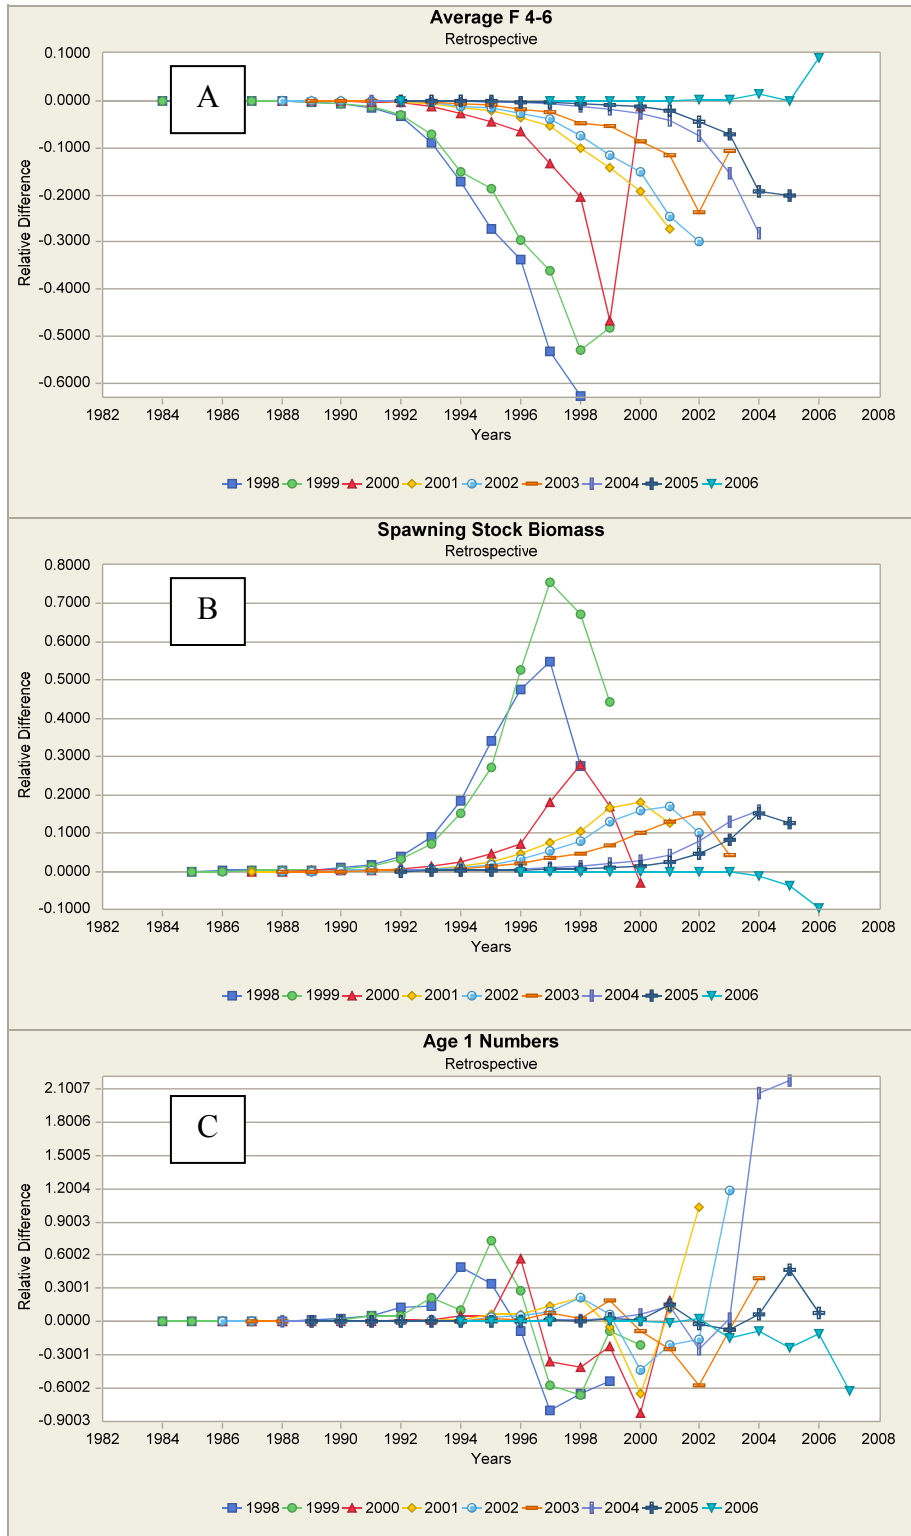 Average F 4-6
Retrospective
A
0.1000
0.0000
-0.1000
-0.2000
-0.3000
-0.4000
-0.5000
-0.6000
Relative Difference
1982 1984 1986 1988 1990 1992 1994 1996 1998 2000 2002 2004 2006 2008
Years
1998 1999 2000 2001 2002 2003 2004 2005 2006
Spawning Stock Biomass
Retrospective
B
0.8000
0.7000
0.6000
0.5000
0.4000
0.3000
0.2000
0.1000
0.0000
-0.1000
Relative Difference
1982 1984 1986 1988 1990 1992 1994 1996 1998 2000 2002 2004 2006 2008
Years
1998 1999 2000 2001 2002 2003 2004 2005 2006
Age 1 Numbers
Retrospective
C
2.1007
1.8006
1.5005
1.2004
0.9003
0.6002
0.3001
0.0000
-0.3001
-0.6002
-0.9003
Relative Difference
1982 1984 1986 1988 1990 1992 1994 1996 1998 2000 2002 2004 2006 2008
Years
1998 1999 2000 2001 2002 2003 2004 2005 2006